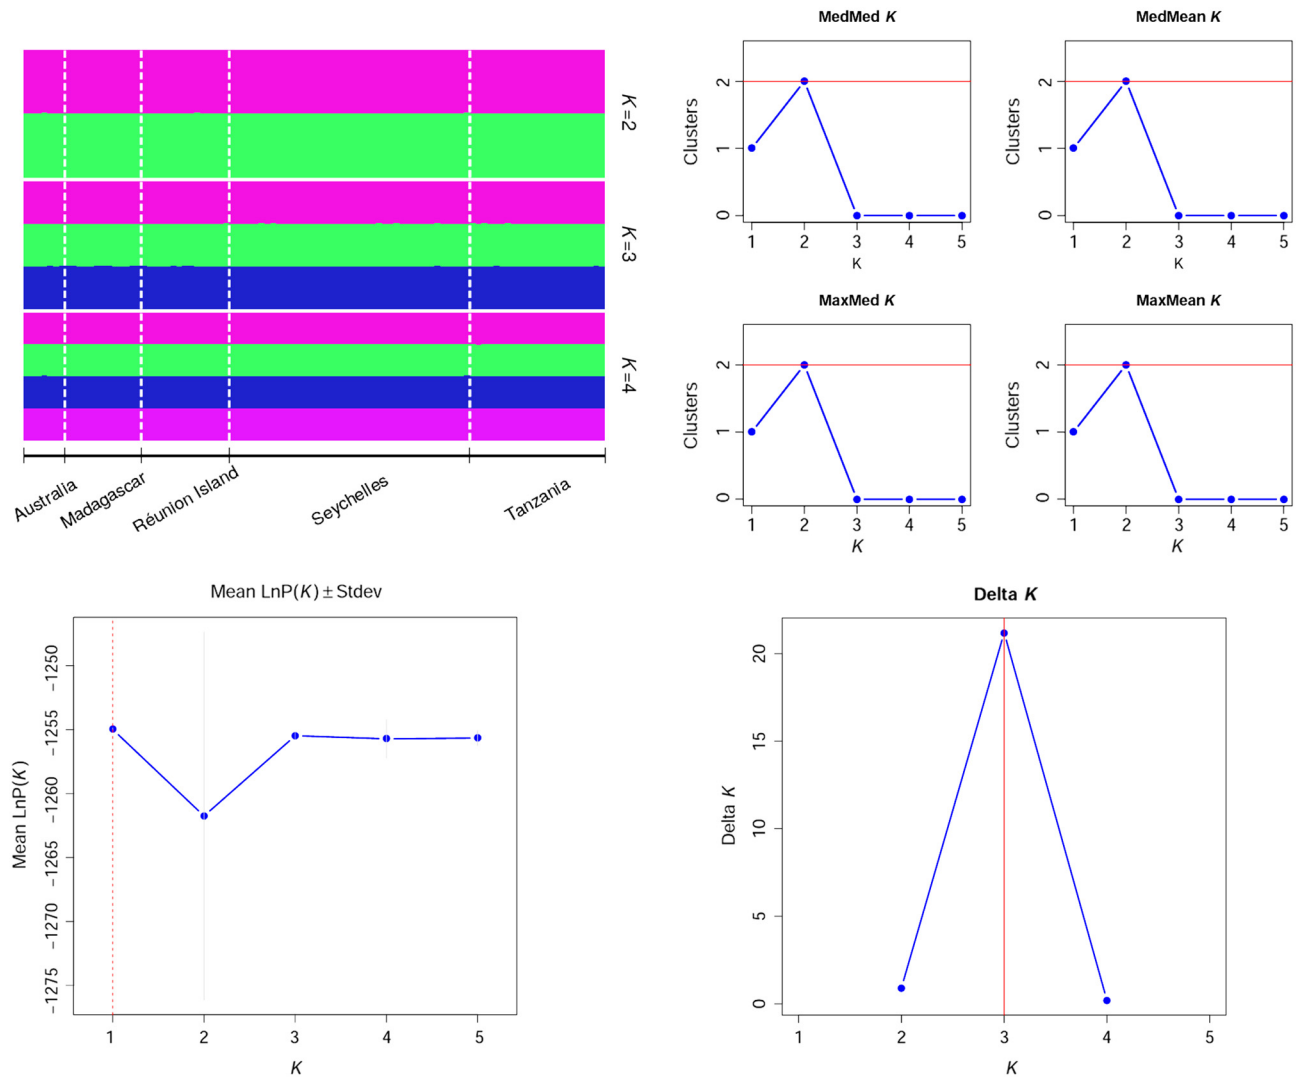 K=2
K=3
K=4
Australia
Madagascar
Réunion Island
Seychelles
Tanzania
MedMed K
Clusters
2
1
0
1 2 3 4 5
K
MedMean K
Clusters
2
1
0
1 2 3 4 5
K
MaxMed K
Clusters
2
1
0
1 2 3 4 5
K
MaxMean K
Clusters
2
1
0
1 2 3 4 5
K
Mean LnP(K) ± Stdev
Mean LnP(K)
−1250
−1255
−1260
−1265
−1270
−1275
1 2 3 4 5
K
Delta K
Delta K
20
15
10
5
0
1 2 3 4 5
K